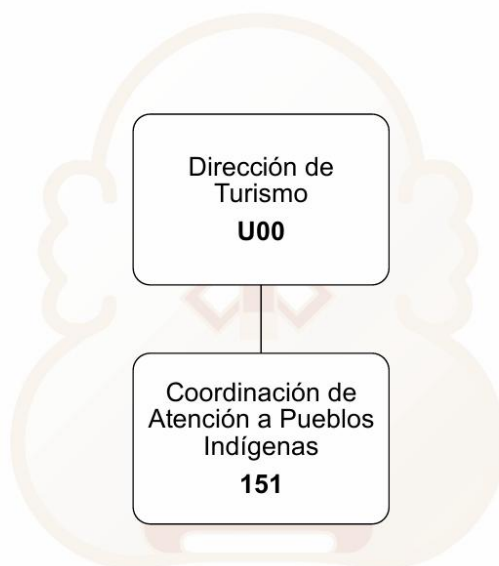 Dirección de
Turismo
U00
Coordinación de
Atención a Pueblos
Indígenas
151